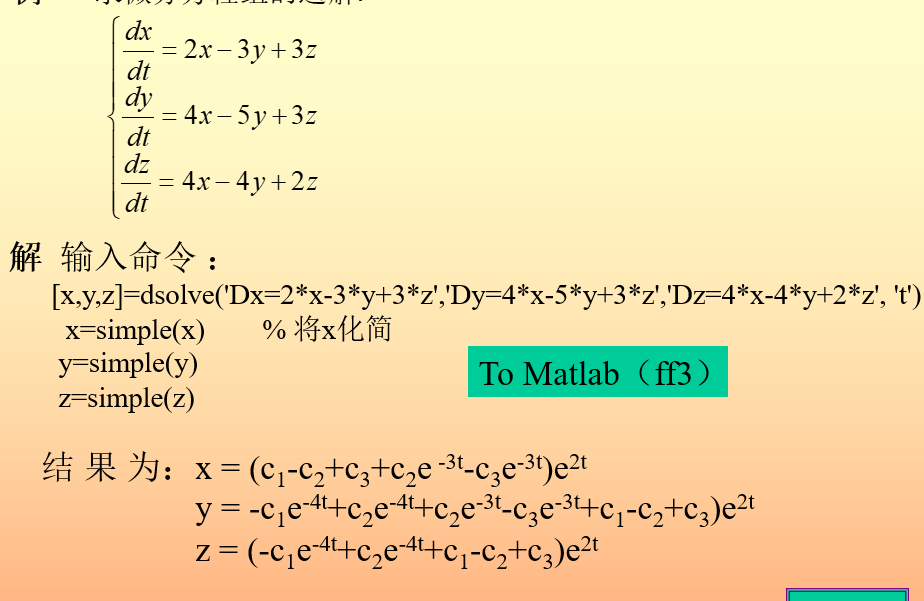 dx/dt = 2x − 3y + 3z
dy/dt = 4x − 5y + 3z
dz/dt = 4x − 4y + 2z
解 输入命令：
[x,y,z]=dsolve('Dx=2*x-3*y+3*z','Dy=4*x-5*y+3*z','Dz=4*x-4*y+2*z', 't')
x=simple(x) % 将x化简
y=simple(y)
To Matlab（ff3）
z=simple(z)
结 果 为：x = (c₁-c₂+c₃+c₂e⁻³ᵗ-c₃e⁻³ᵗ)e²ᵗ
y = -c₁e⁻⁴ᵗ+c₂e⁻⁴ᵗ+c₂e⁻³ᵗ-c₃e⁻³ᵗ+c₁-c₂+c₃)e²ᵗ
z = (-c₁e⁻⁴ᵗ+c₂e⁻⁴ᵗ+c₁-c₂+c₃)e²ᵗ